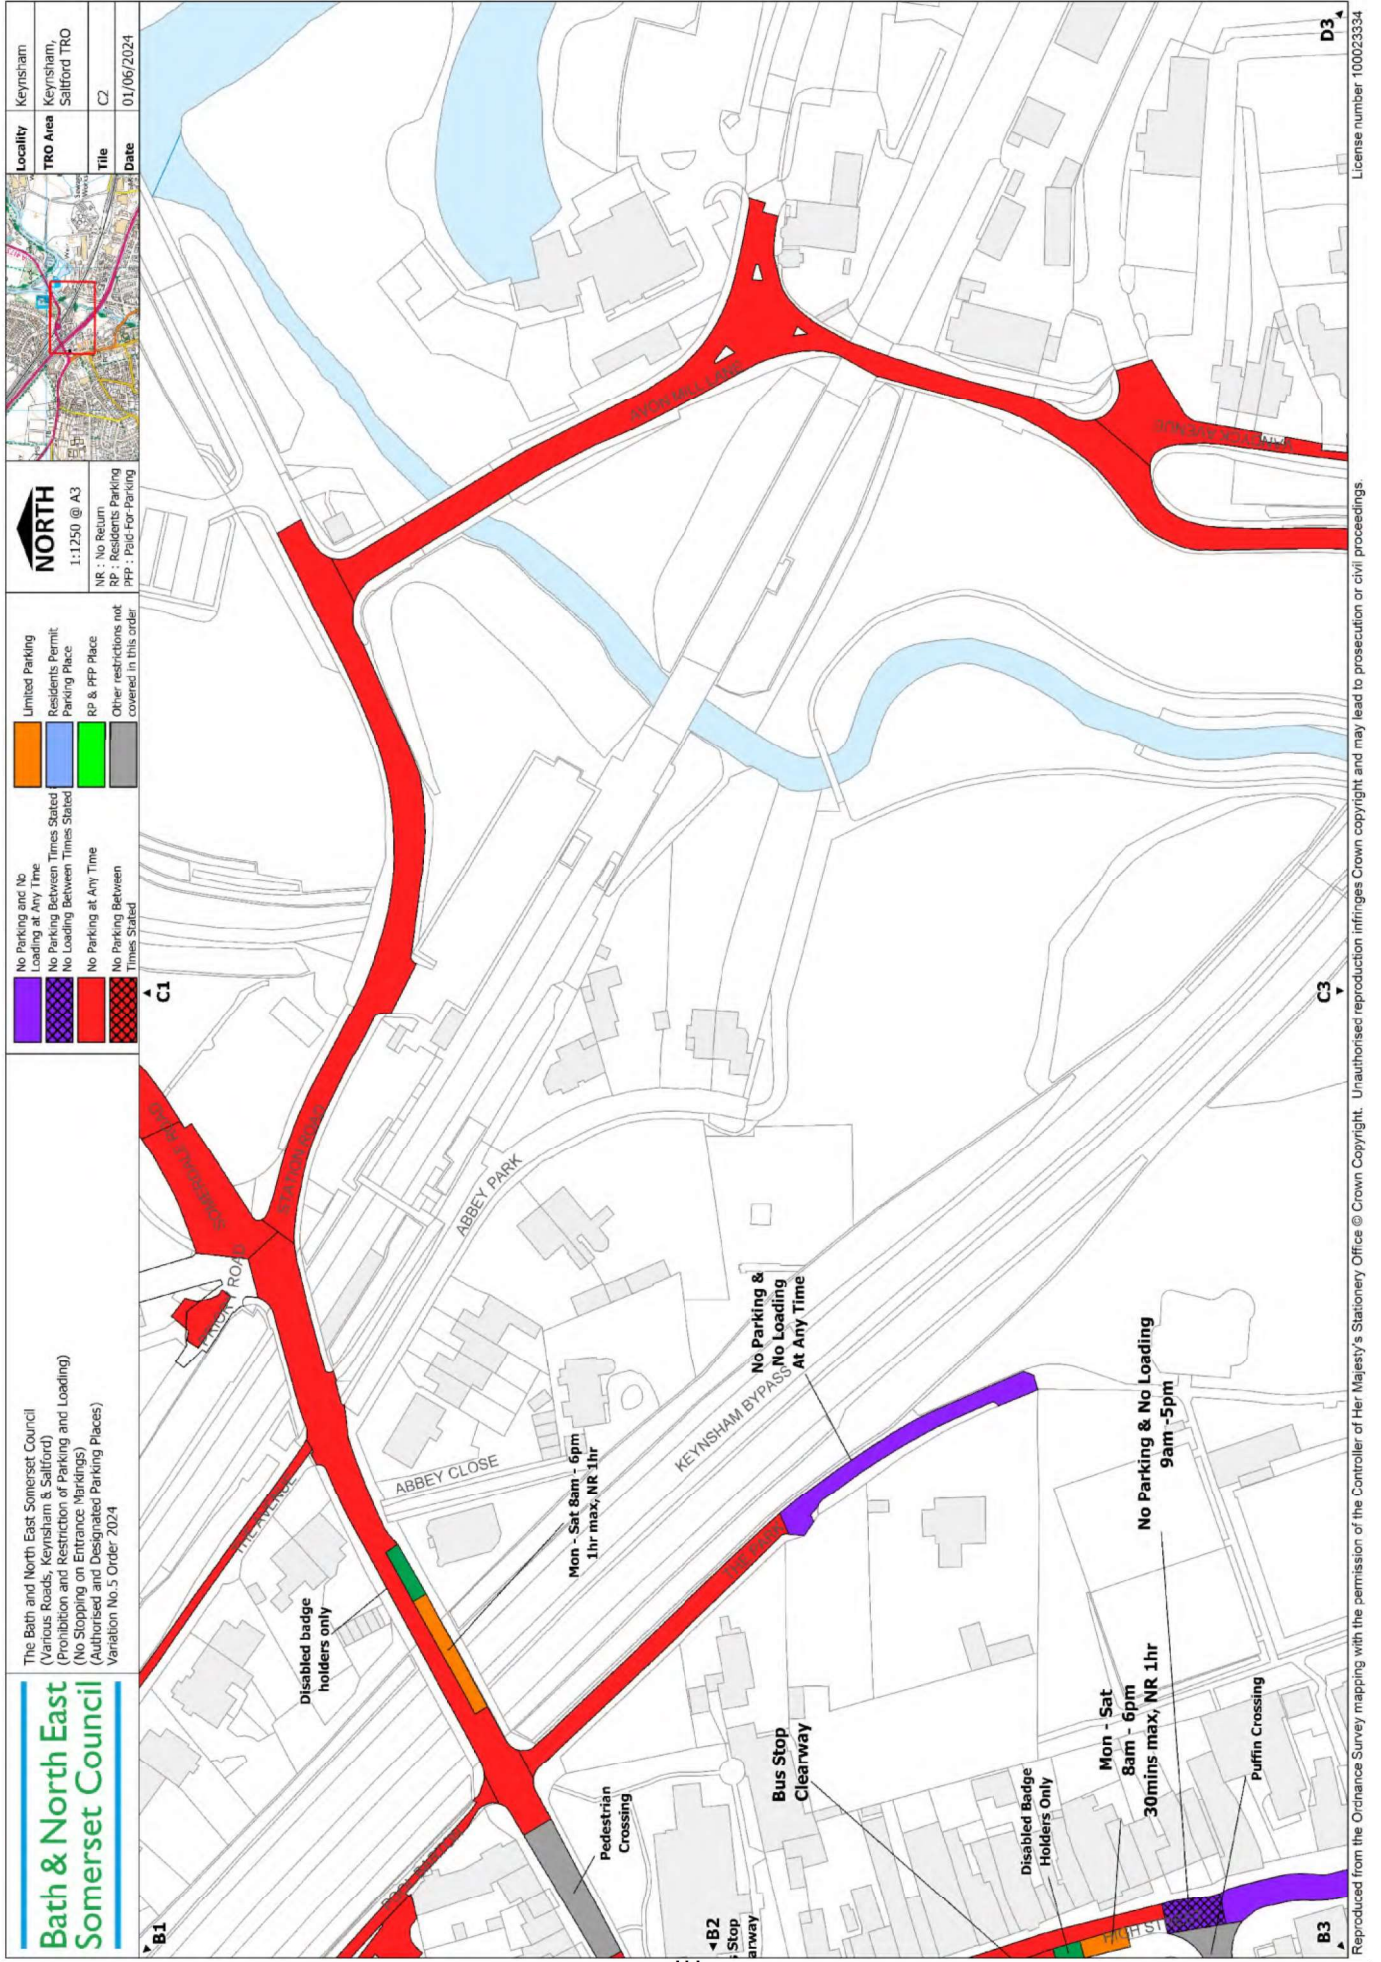 Bath & North East
Somerset Council
The Bath and North East Somerset Council
(Various Roads, Keynsham & Saltford)
(Prohibition and Restriction of Parking and Loading)
(No Stopping on Entrance Markings)
(Authorised and Designated Parking Places)
Variation No.5 Order 2024
No Parking and No
Loading at Any Time
No Parking Between Times Stated
No Loading Between Times Stated
No Parking at Any Time
No Parking Between
Times Stated
Limited Parking
Residents Permit
Parking Place
RP & PFP Place
Other restrictions not
covered in this order
NORTH
1:1250 @ A3
NR : No Return
RP : Residents Parking
PFP : Paid-For-Parking
Locality Keynsham
TRO Area Keynsham,
Saltford TRO
Tile C2
Date 01/06/2024
B1
C1
SOMERDALE ROAD
STATION ROAD
PRIORY ROAD
THE AVENUE
AVON MILL LANE
VANDYCK AVENUE
ABBEY PARK
ABBEY CLOSE
KEYNSHAM BYPASS
THE PARK
Disabled badge
holders only
Mon - Sat 8am - 6pm
1hr max, NR 1hr
No Parking &
No Loading
At Any Time
Pedestrian
Crossing
B2
Stop
arway
Bus Stop
Clearway
Disabled Badge
Holders Only
Mon - Sat
8am - 6pm
30mins max, NR 1hr
No Parking & No Loading
9am -5pm
Puffin Crossing
HIGH ST
B3
C3
D3
Reproduced from the Ordnance Survey mapping with the permission of the Controller of Her Majesty's Stationery Office © Crown Copyright. Unauthorised reproduction infringes Crown copyright and may lead to prosecution or civil proceedings.
License number 100023334